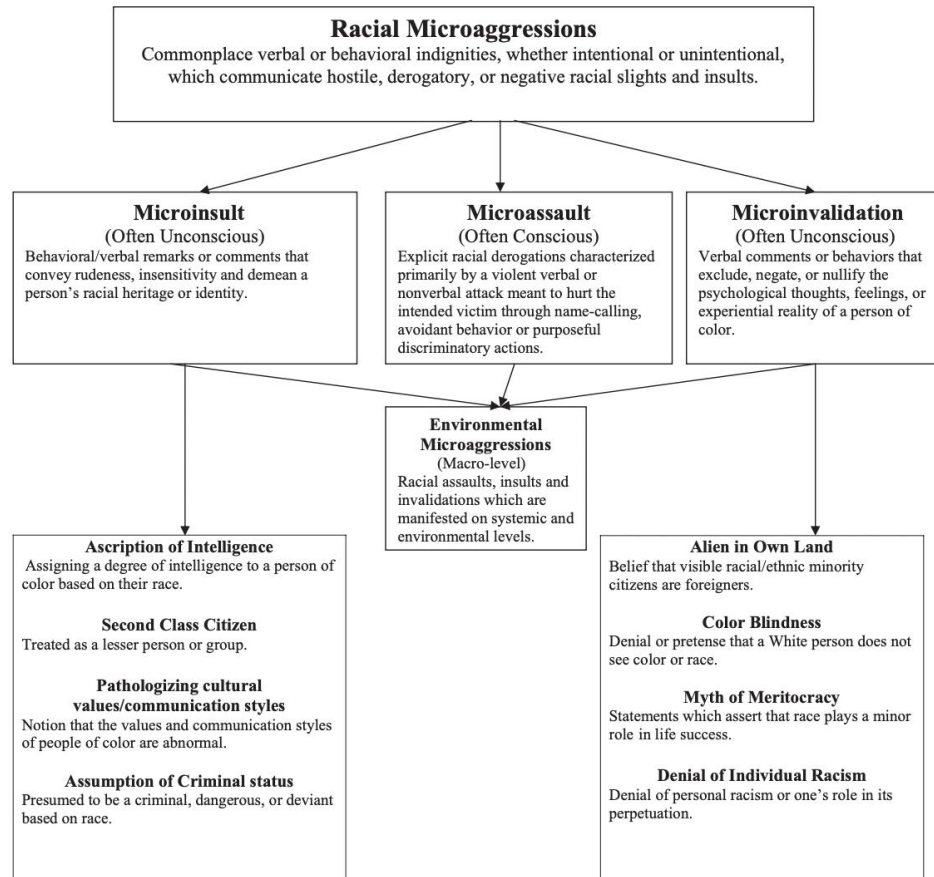 Racial Microaggressions
Commonplace verbal or behavioral indignities, whether intentional or unintentional,
which communicate hostile, derogatory, or negative racial slights and insults.
Microinsult
(Often Unconscious)
Behavioral/verbal remarks or comments that
convey rudeness, insensitivity and demean a
person's racial heritage or identity.
Microassault
(Often Conscious)
Explicit racial derogations characterized
primarily by a violent verbal or
nonverbal attack meant to hurt the
intended victim through name-calling,
avoidant behavior or purposeful
discriminatory actions.
Microinvalidation
(Often Unconscious)
Verbal comments or behaviors that
exclude, negate, or nullify the
psychological thoughts, feelings, or
experiential reality of a person of
color.
Environmental
Microaggressions
(Macro-level)
Racial assaults, insults and
invalidations which are
manifested on systemic and
environmental levels.
Ascription of Intelligence
Assigning a degree of intelligence to a person of
color based on their race.
Second Class Citizen
Treated as a lesser person or group.
Pathologizing cultural
values/communication styles
Notion that the values and communication styles
of people of color are abnormal.
Assumption of Criminal status
Presumed to be a criminal, dangerous, or deviant
based on race.
Alien in Own Land
Belief that visible racial/ethnic minority
citizens are foreigners.
Color Blindness
Denial or pretense that a White person does not
see color or race.
Myth of Meritocracy
Statements which assert that race plays a minor
role in life success.
Denial of Individual Racism
Denial of personal racism or one's role in its
perpetuation.